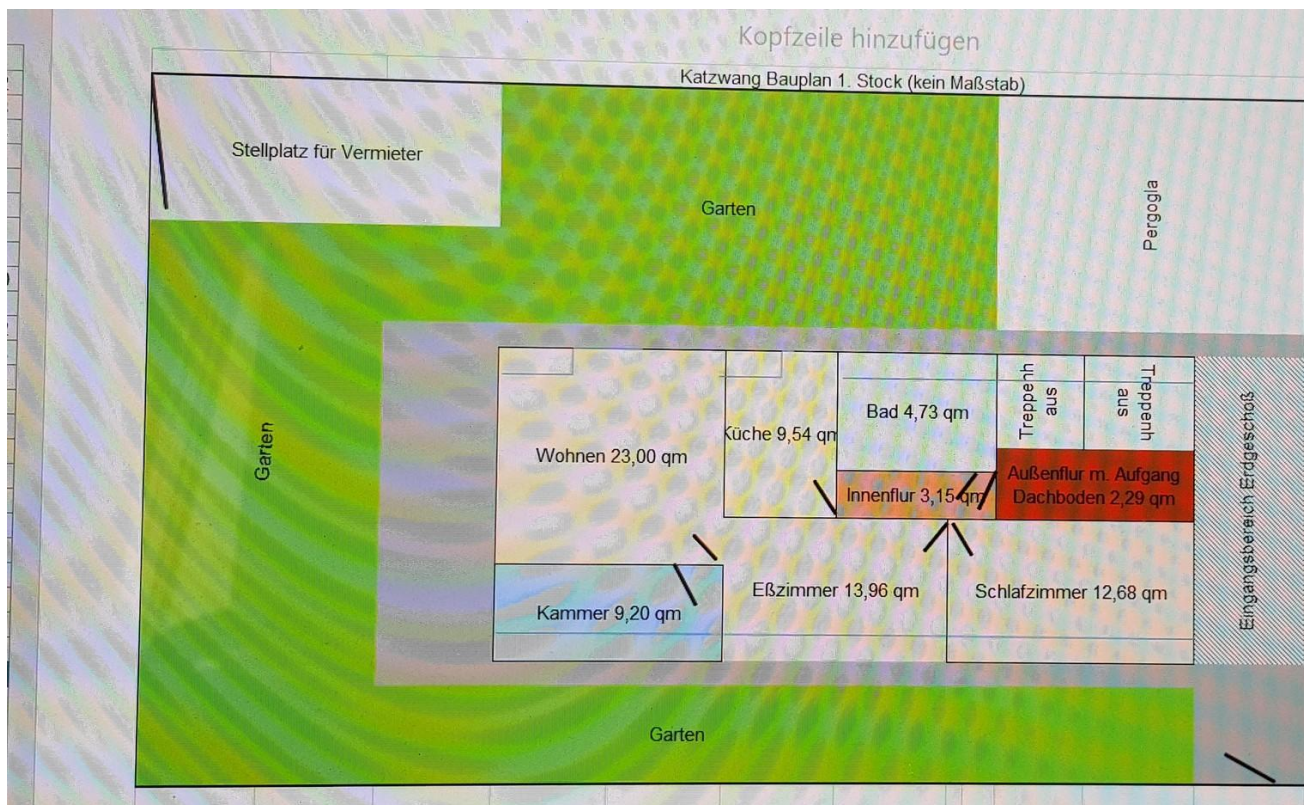 Kopfzeile hinzufügen
Katzwang Bauplan 1. Stock (kein Maßstab)
Stellplatz für Vermieter
Garten
Pergogla
Garten
Wohnen 23,00 qm
Küche 9,54 qm
Bad 4,73 qm
Treppenh
aus
Treppenh
aus
Innenflur 3,15 qm
Außenflur m. Aufgang
Dachboden 2,29 qm
Eingangsbereich Erdgeschoß
Kammer 9,20 qm
Eßzimmer 13,96 qm
Schlafzimmer 12,68 qm
Garten